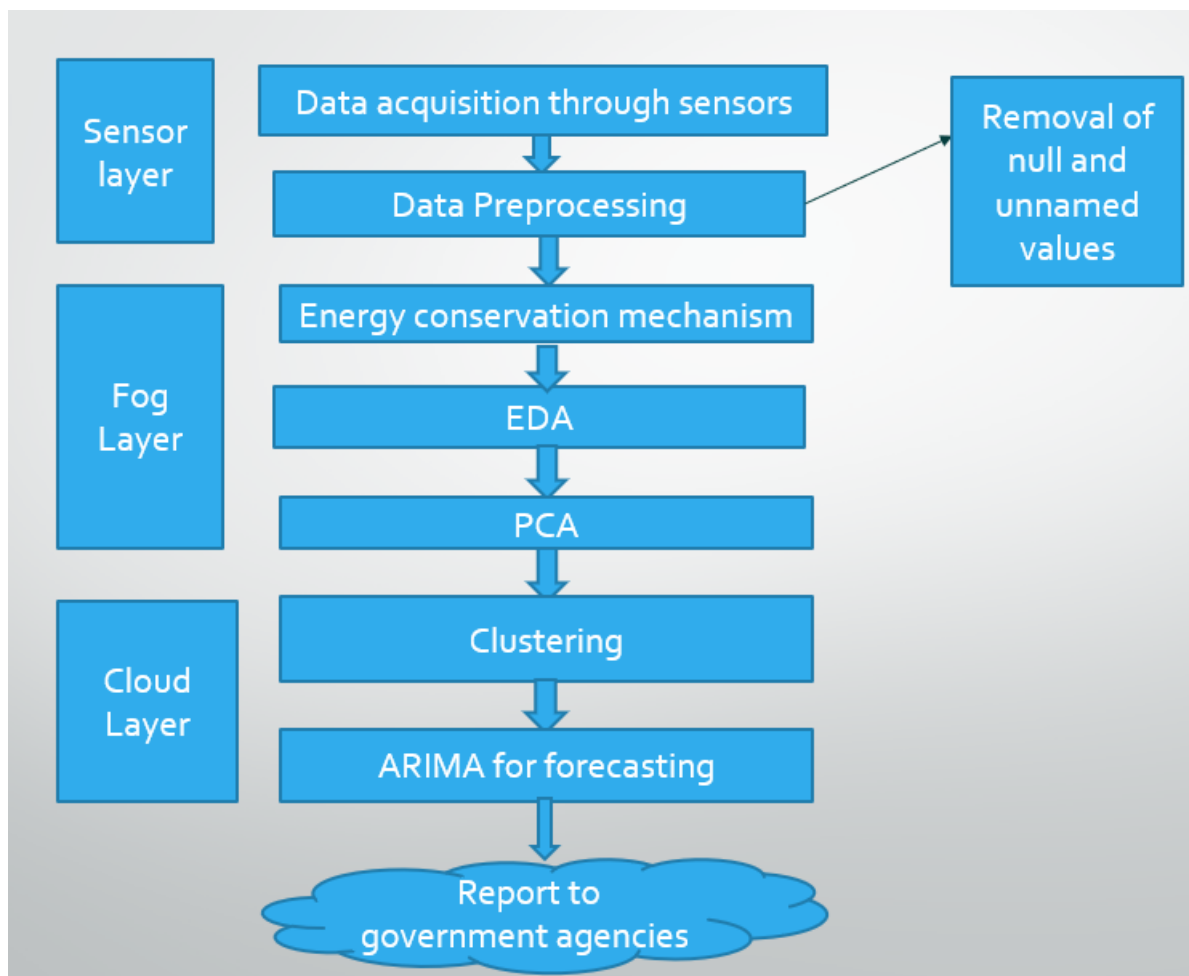 Sensor
layer
Data acquisition through sensors
Data Preprocessing
Removal of
null and
unnamed
values
Fog
Layer
Energy conservation mechanism
EDA
PCA
Cloud
Layer
Clustering
ARIMA for forecasting
Report to
government agencies